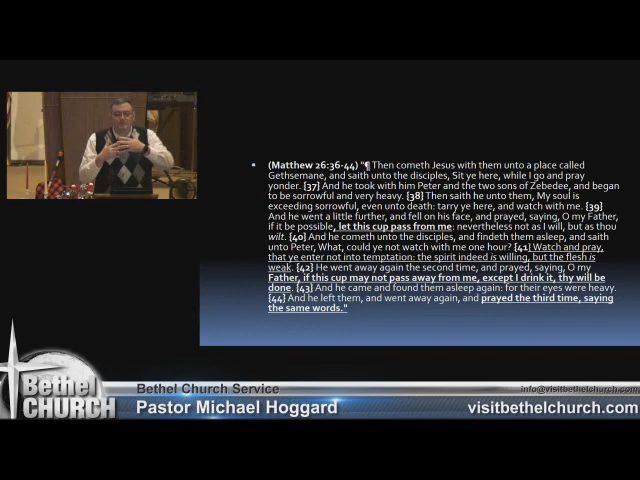 ▪ (Matthew 26:36-44) "¶ Then cometh Jesus with them unto a place called
Gethsemane, and saith unto the disciples, Sit ye here, while I go and pray
yonder. {37} And he took with him Peter and the two sons of Zebedee, and began
to be sorrowful and very heavy. {38} Then saith he unto them, My soul is
exceeding sorrowful, even unto death: tarry ye here, and watch with me. {39}
And he went a little further, and fell on his face, and prayed, saying, O my Father,
if it be possible, let this cup pass from me: nevertheless not as I will, but as thou
wilt. {40} And he cometh unto the disciples, and findeth them asleep, and saith
unto Peter, What, could ye not watch with me one hour? {41} Watch and pray,
that ye enter not into temptation: the spirit indeed is willing, but the flesh is
weak. {42} He went away again the second time, and prayed, saying, O my
Father, if this cup may not pass away from me, except I drink it, thy will be
done. {43} And he came and found them asleep again: for their eyes were heavy.
{44} And he left them, and went away again, and prayed the third time, saying
the same words."
Bethel
CHURCH
Bethel Church Service
info@visitbethelchurch.com
Pastor Michael Hoggard
visitbethelchurch.com